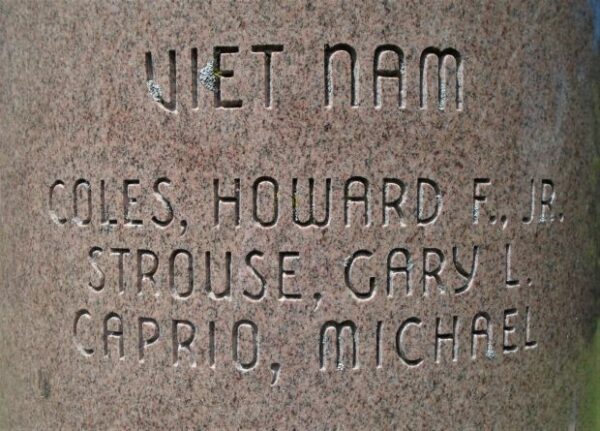 VIET NAM
COLES, HOWARD F., JR.
STROUSE, GARY L.
CAPRIO, MICHAEL